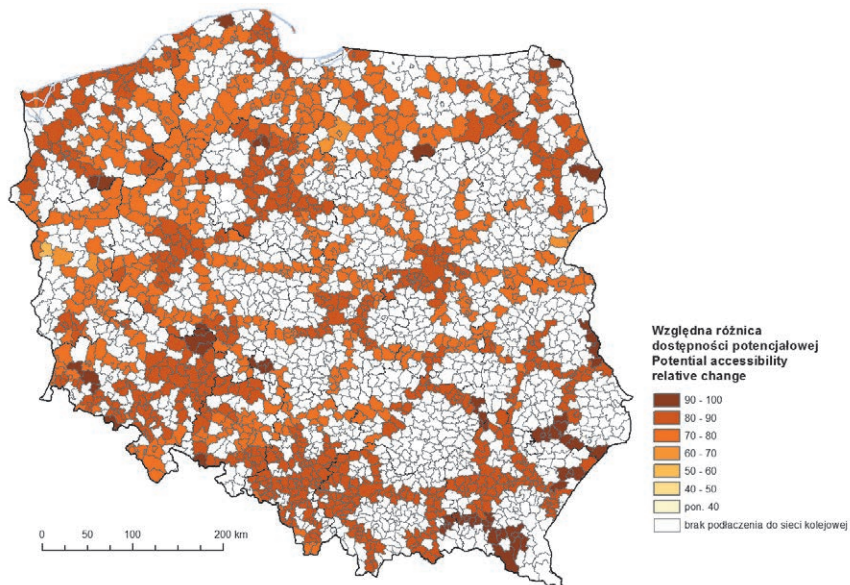 Względna różnica
dostępności potencjałowej
Potential accessibility
relative change
90 - 100
80 - 90
70 - 80
60 - 70
50 - 60
40 - 50
pon. 40
brak podłączenia do sieci kolejowej
0 50 100 200 km